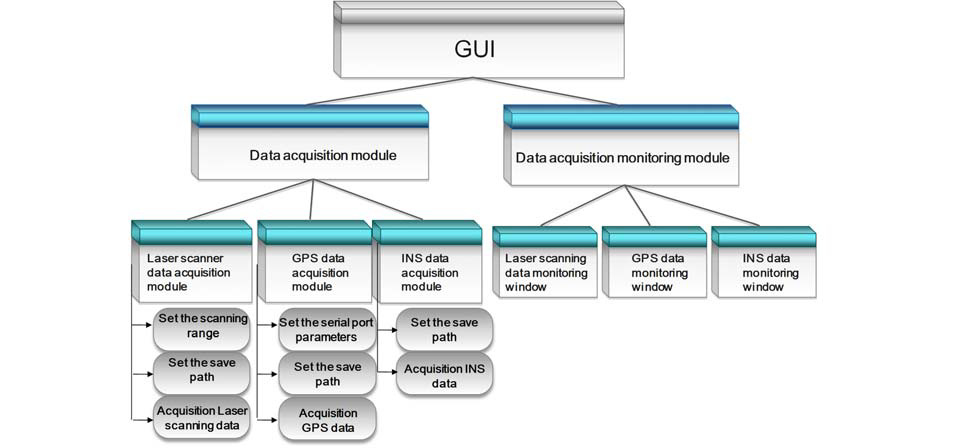 GUI
Data acquisition module
Data acquisition monitoring module
Laser scanner
data acquisition
module
GPS data
acquisition
module
INS data
acquisition
module
Laser scanning
data monitoring
window
GPS data
monitoring
window
INS data
monitoring
window
Set the scanning
range
Set the save
path
Acquisition Laser
scanning data
Set the serial port
parameters
Set the save
path
Acquisition
GPS data
Set the save
path
Acquisition INS
data